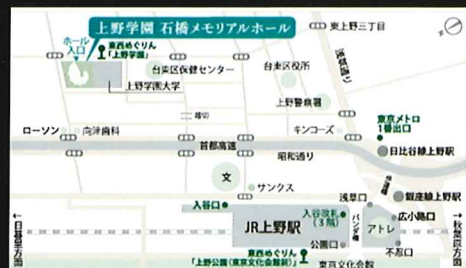 上野学園 石橋メモリアルホール
東上野三丁目
ホール
入口
東西めぐりん
「上野学園」
浅草通り
台東区保健センター
台東区役所
上野学園大学
上野警察署
踏切
東京メトロ
1番出口
ローソン
向津歯科
キンコーズ
首都高速
昭和通り
日比谷線上野駅
文
サンクス
入谷口
浅草口
銀座線上野駅
広小路口
入谷改札
(3階)
JR上野駅
パンダ橋
アトレ
公園口
不忍口
←日暮里方面
→秋葉原方面
東西めぐりん
「上野公園(東京文化会館前)」
東京文化会館